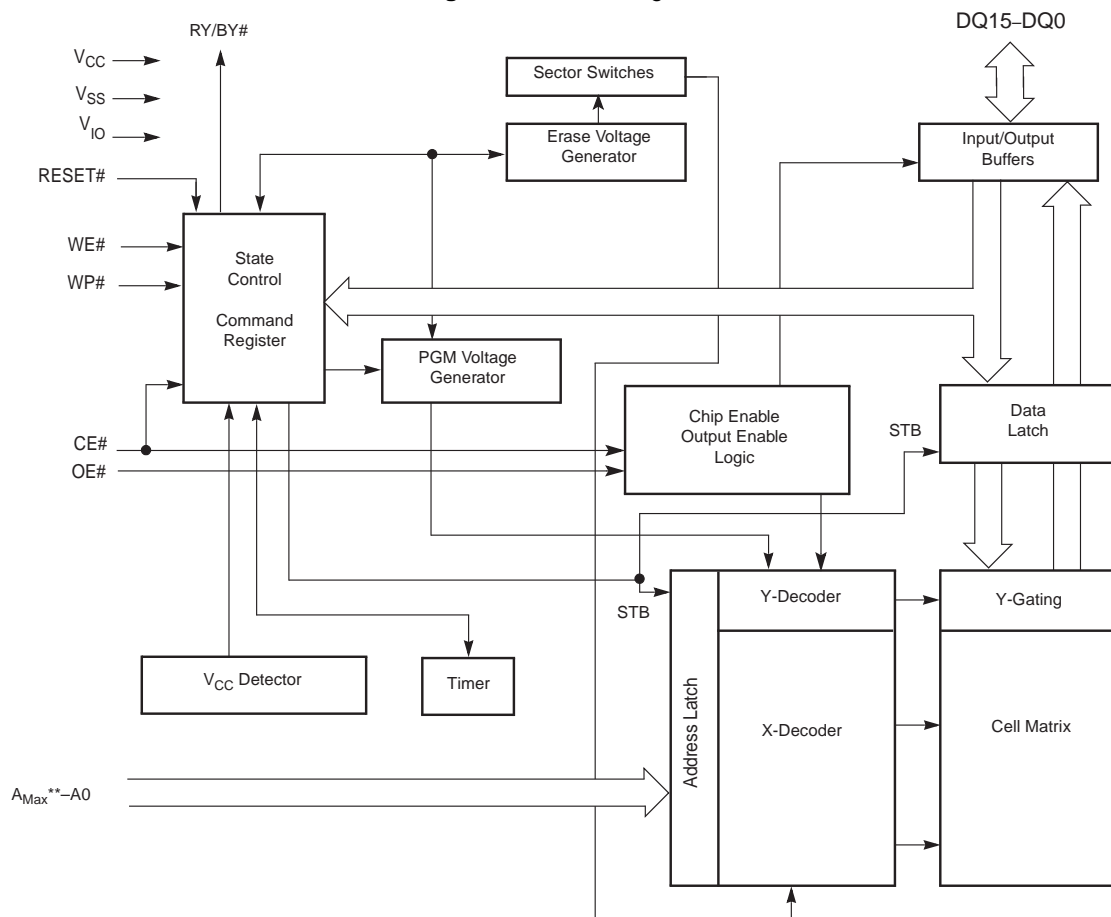 DQ15–DQ0
RY/BY#
VCC
VSS
VIO
RESET#
WE#
WP#
CE#
OE#
AMax**–A0
Sector Switches
Erase Voltage
Generator
Input/Output
Buffers
State
Control
Command
Register
PGM Voltage
Generator
Chip Enable
Output Enable
Logic
STB
Data
Latch
STB
Address Latch
Y-Decoder
Y-Gating
VCC Detector
Timer
X-Decoder
Cell Matrix